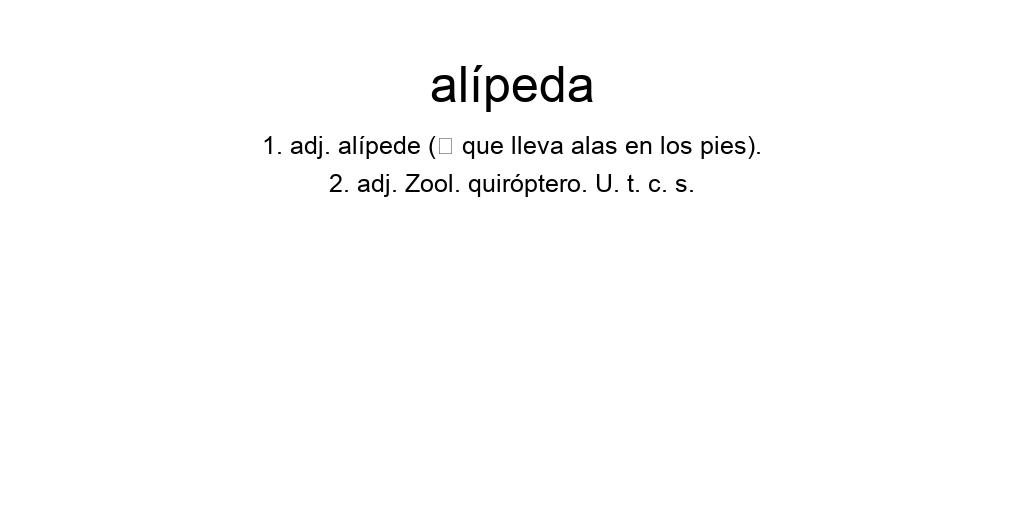 alípeda
1. adj. alípede (□ que lleva alas en los pies).
2. adj. Zool. quiróptero. U. t. c. s.